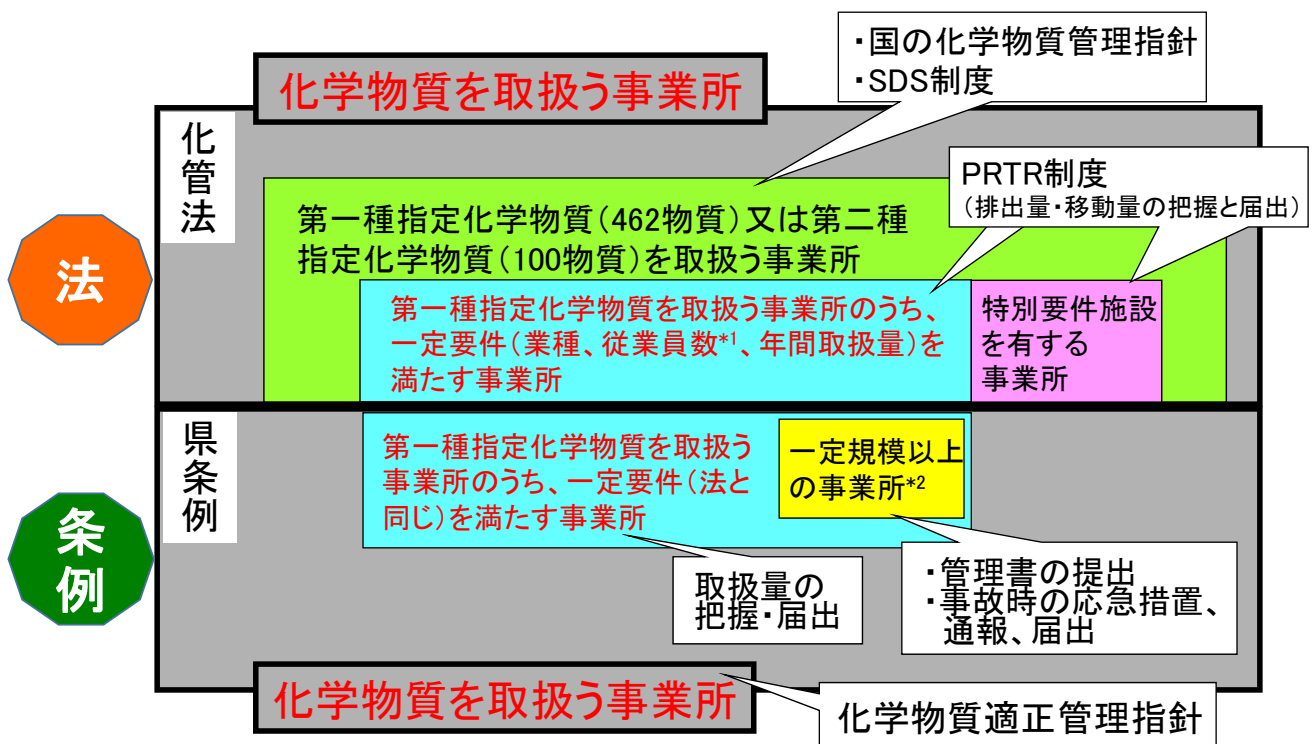 ・国の化学物質管理指針
・SDS制度
化学物質を取扱う事業所
化管法
PRTR制度
（排出量・移動量の把握と届出）
第一種指定化学物質（462物質）又は第二種
指定化学物質（100物質）を取扱う事業所
法
第一種指定化学物質を取扱う事業所のうち、
一定要件（業種、従業員数*1、年間取扱量）を
満たす事業所
特別要件施設
を有する
事業所
県条例
第一種指定化学物質を取扱う
事業所のうち、一定要件（法と
同じ）を満たす事業所
一定規模以上
の事業所*2
条例
取扱量の
把握・届出
・管理書の提出
・事故時の応急措置、
通報、届出
化学物質を取扱う事業所
化学物質適正管理指針